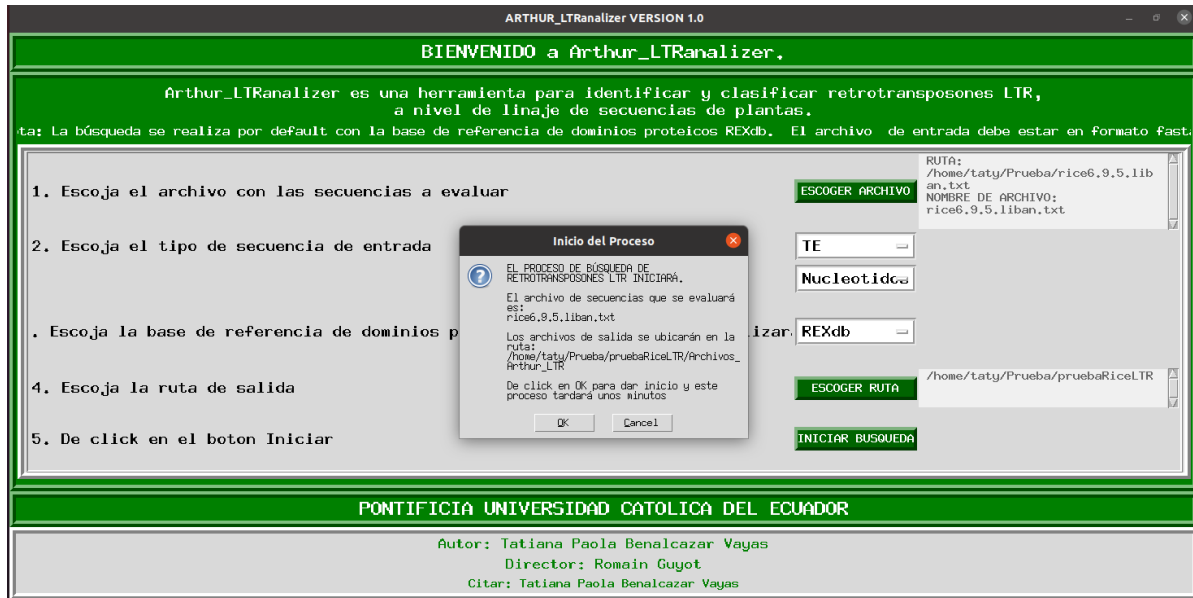 ARTHUR_LTRanalizer VERSION 1.0
BIENVENIDO a Arthur_LTRanalizer.
Arthur_LTRanalizer es una herramienta para identificar y clasificar retrotransposones LTR,
a nivel de linaje de secuencias de plantas.
ta: La búsqueda se realiza por default con la base de referencia de dominios proteicos REXdb. El archivo de entrada debe estar en formato fast
1. Escoja el archivo con las secuencias a evaluar
ESCOGER ARCHIVO
RUTA:
/home/taty/Prueba/rice6.9.5.lib
an.txt
NOMBRE DE ARCHIVO:
rice6.9.5.liban.txt
2. Escoja el tipo de secuencia de entrada
TE
Nucleotidos
Inicio del Proceso
EL PROCESO DE BÚSQUEDA DE
RETROTRANSPOSONES LTR INICIARÁ.
El archivo de secuencias que se evaluará
es:
rice6.9.5.liban.txt
Los archivos de salida se ubicarán en la
ruta:
/home/taty/Prueba/pruebaRiceLTR/Archivos_
Arthur_LTR
De click en OK para dar inicio y este
proceso tardará unos minutos
OK
Cancel
. Escoja la base de referencia de dominios p
izar
REXdb
4. Escoja la ruta de salida
ESCOGER RUTA
/home/taty/Prueba/pruebaRiceLTR
5. De click en el boton Iniciar
INICIAR BUSQUEDA
PONTIFICIA UNIVERSIDAD CATOLICA DEL ECUADOR
Autor: Tatiana Paola Benalcazar Vayas
Director: Romain Guyot
Citar: Tatiana Paola Benalcazar Vayas